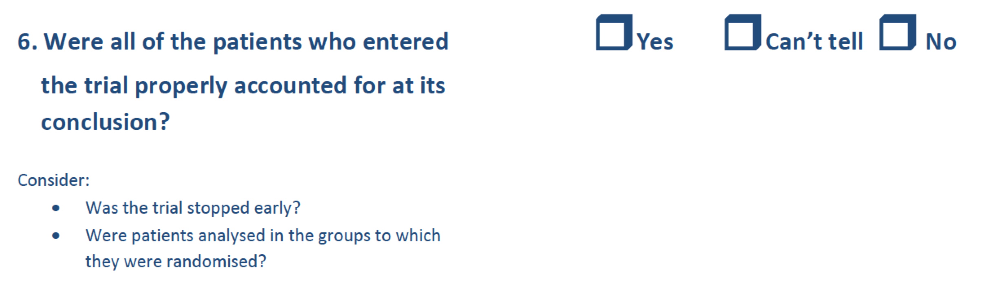 6. Were all of the patients who entered
the trial properly accounted for at its
conclusion?
Yes
Can’t tell
No
Consider:
• Was the trial stopped early?
• Were patients analysed in the groups to which
they were randomised?